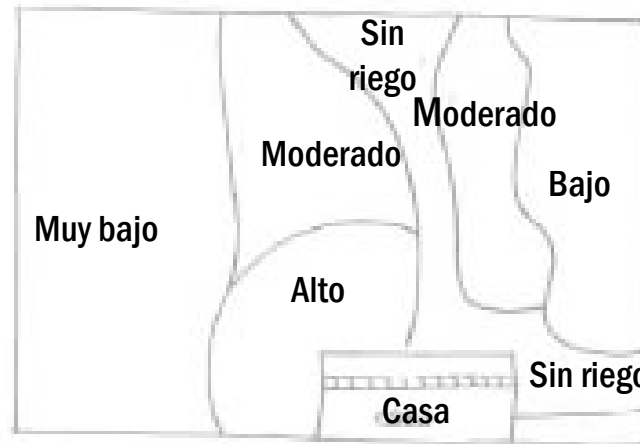 Sin
riego
Moderado
Moderado
Bajo
Muy bajo
Alto
Sin riego
Casa